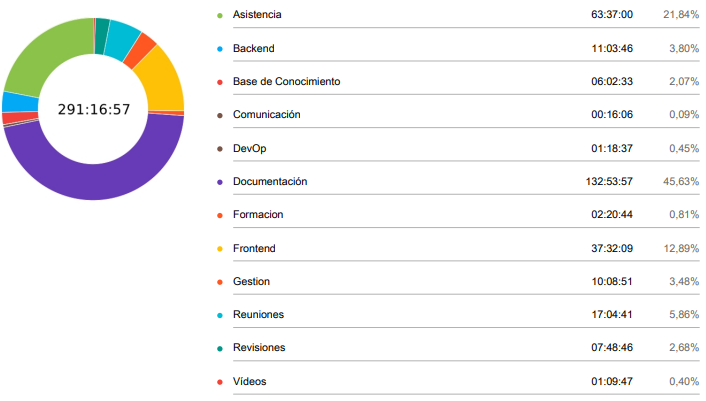 291:16:57
Asistencia 63:37:00 21,84%
Backend 11:03:46 3,80%
Base de Conocimiento 06:02:33 2,07%
Comunicación 00:16:06 0,09%
DevOp 01:18:37 0,45%
Documentación 132:53:57 45,63%
Formacion 02:20:44 0,81%
Frontend 37:32:09 12,89%
Gestion 10:08:51 3,48%
Reuniones 17:04:41 5,86%
Revisiones 07:48:46 2,68%
Vídeos 01:09:47 0,40%